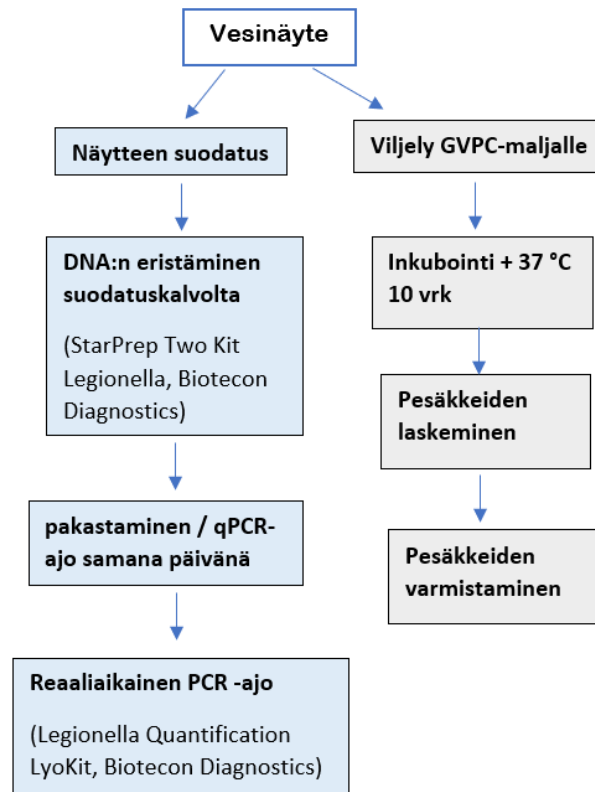 Vesinäyte
Näytteen suodatus
DNA:n eristäminen
suodatuskalvolta
(StarPrep Two Kit
Legionella, Biotecon
Diagnostics)
pakastaminen / qPCR-
ajo samana päivänä
Reaaliaikainen PCR -ajo
(Legionella Quantification
LyoKit, Biotecon Diagnostics)
Viljely GVPC-maljalle
Inkubointi + 37 °C
10 vrk
Pesäkkeiden
laskeminen
Pesäkkeiden
varmistaminen